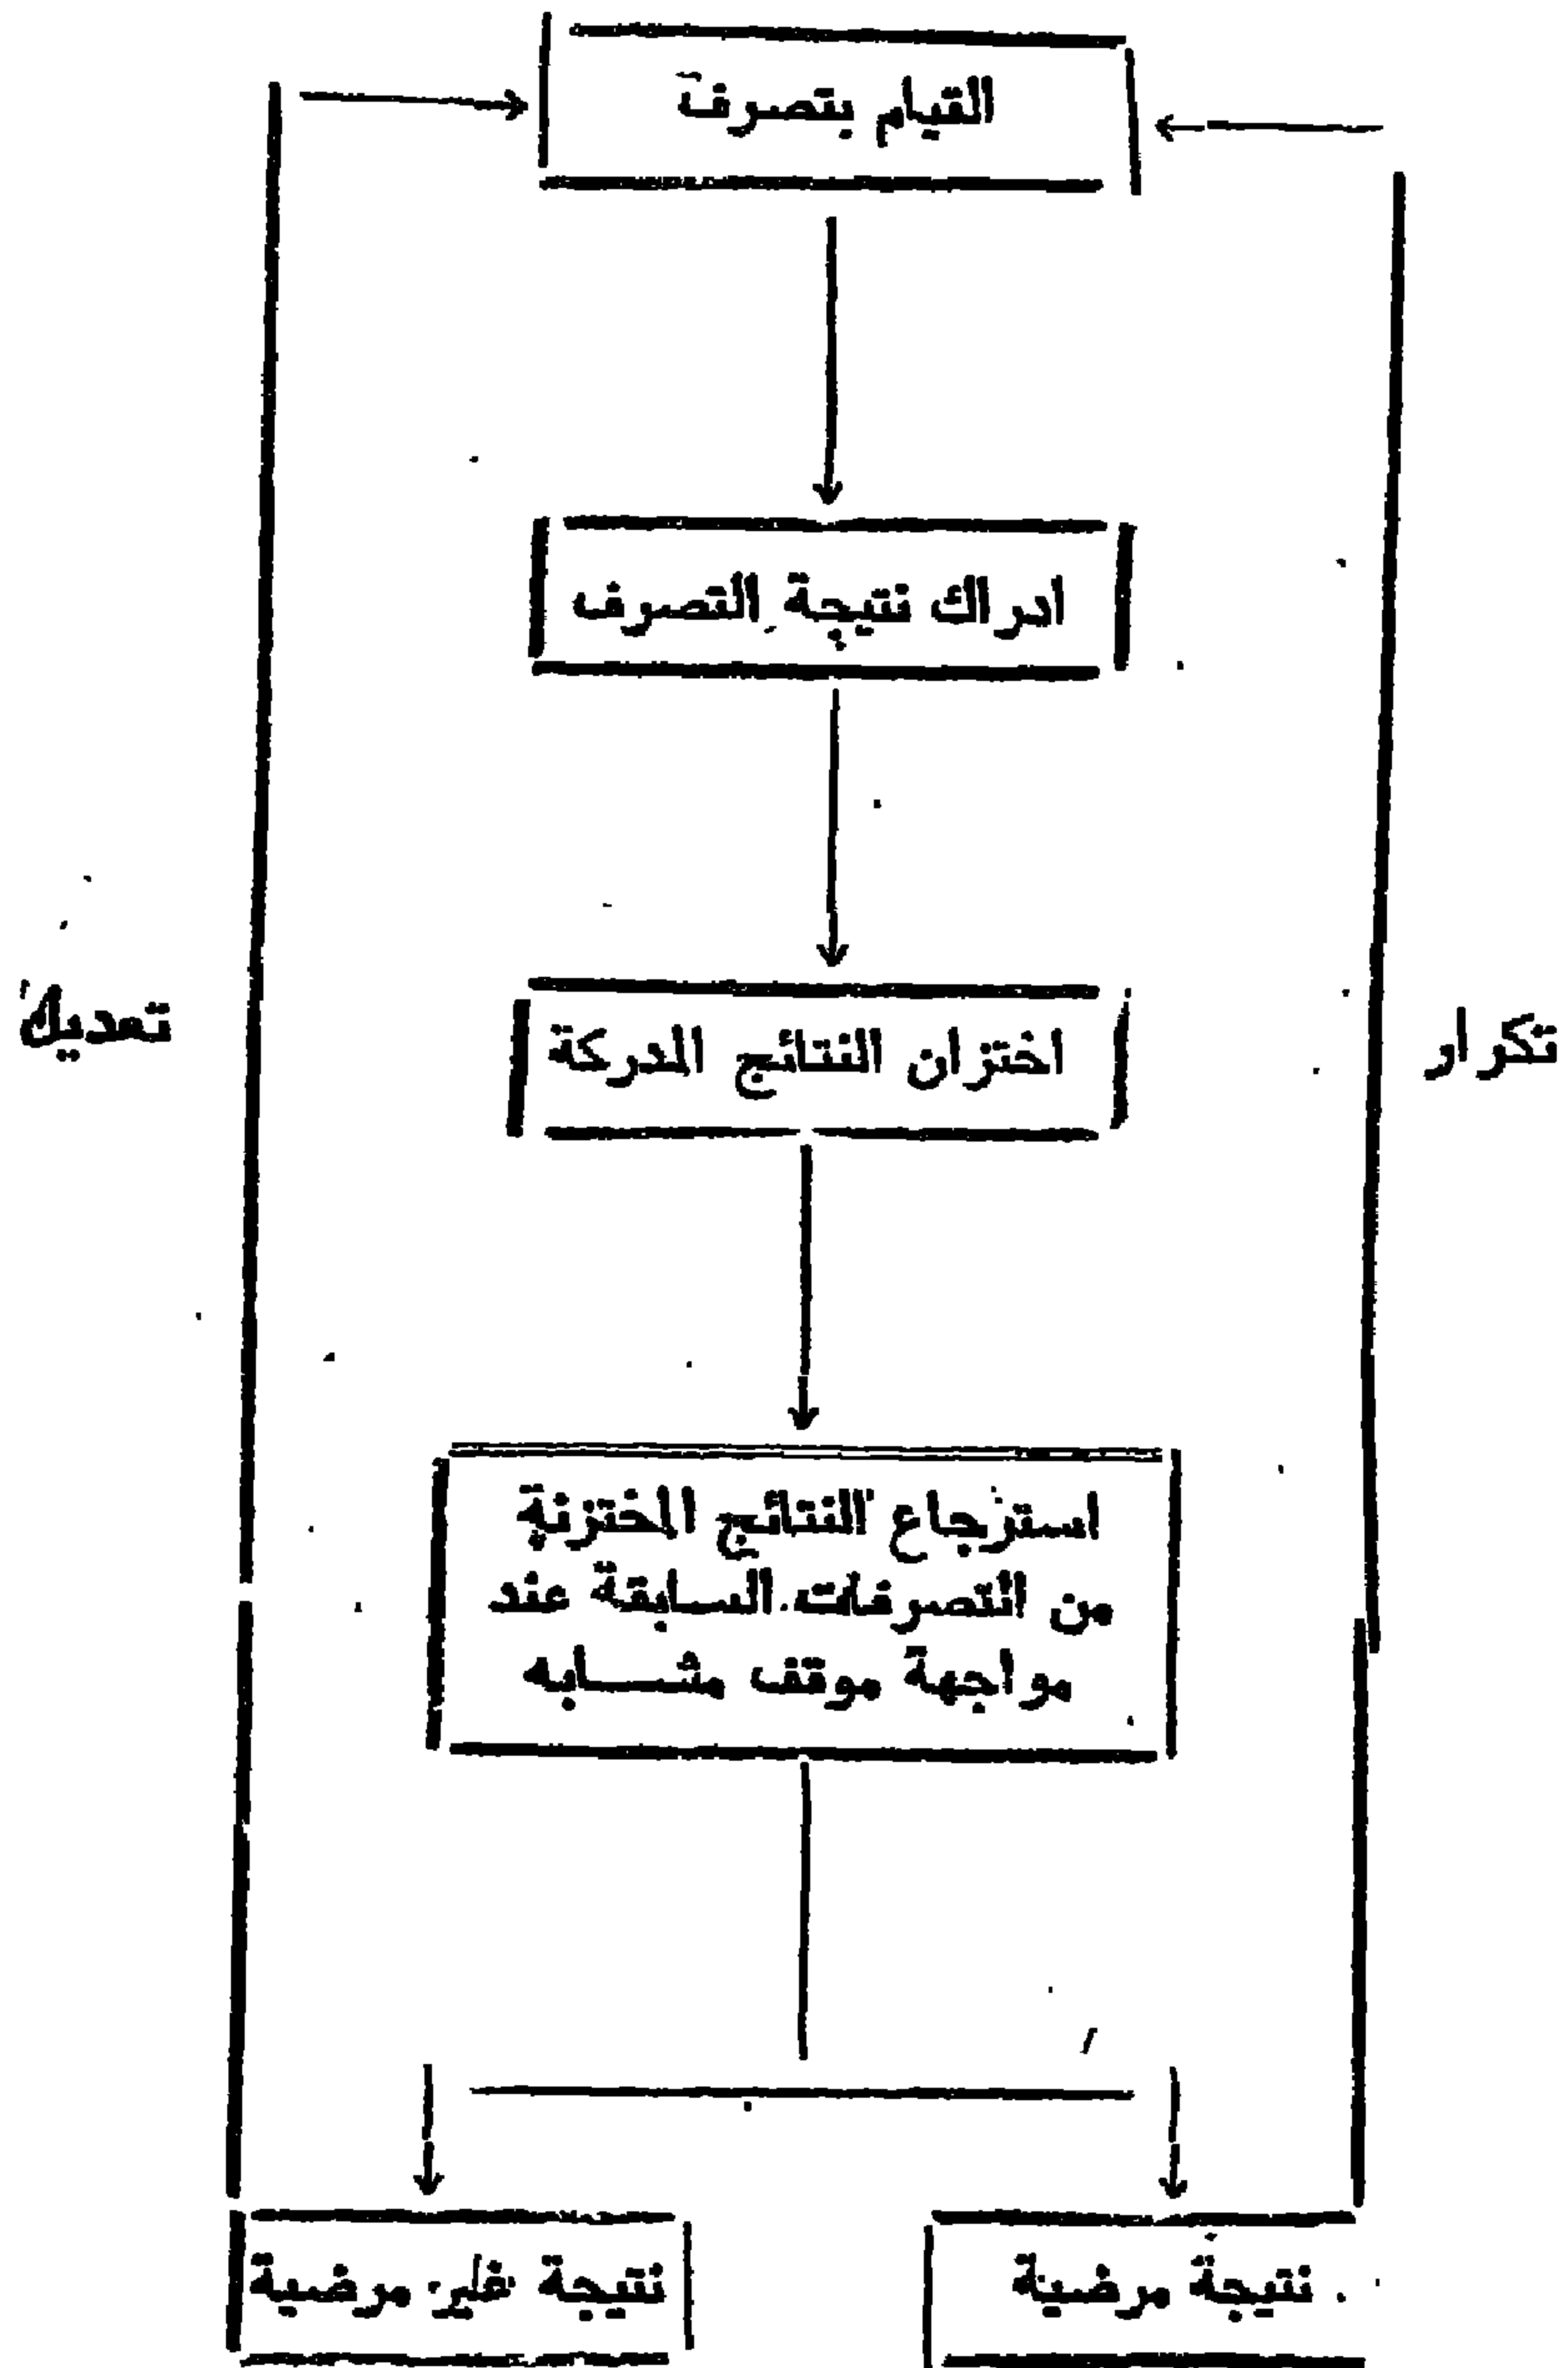 القيام بتصرف
ادراك نتيجة التصرف
تعديل
تكرار
اختزان النتائج المدركة
استرجاع النتائج المختزنة
من التصرفات السابقة عند
مواجهة موقف مشابه
نتيجة مرضية
نتيجة غير مرضية